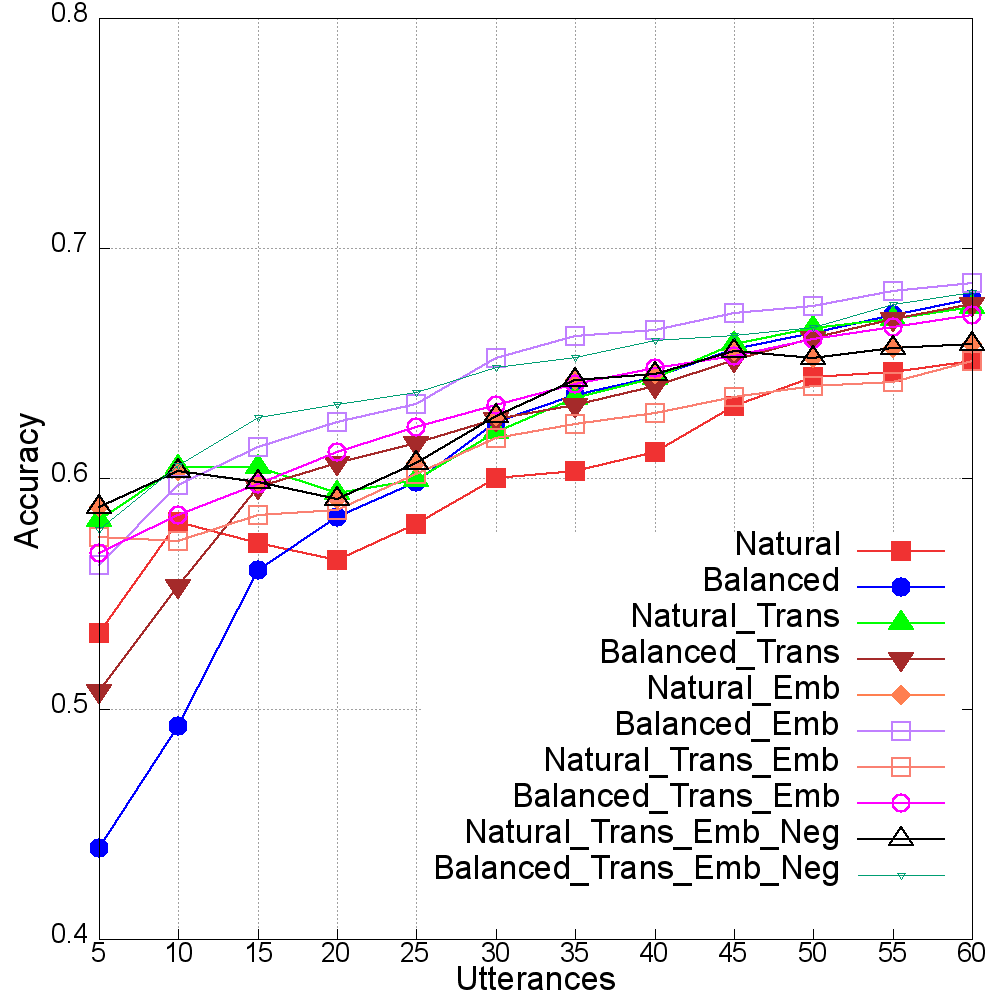 0.8
0.7
0.6
0.5
0.4
Accuracy
Natural
Balanced
Natural_Trans
Balanced_Trans
Natural_Emb
Balanced_Emb
Natural_Trans_Emb
Balanced_Trans_Emb
Natural_Trans_Emb_Neg
Balanced_Trans_Emb_Neg
5 10 15 20 25 30 35 40 45 50 55 60
Utterances